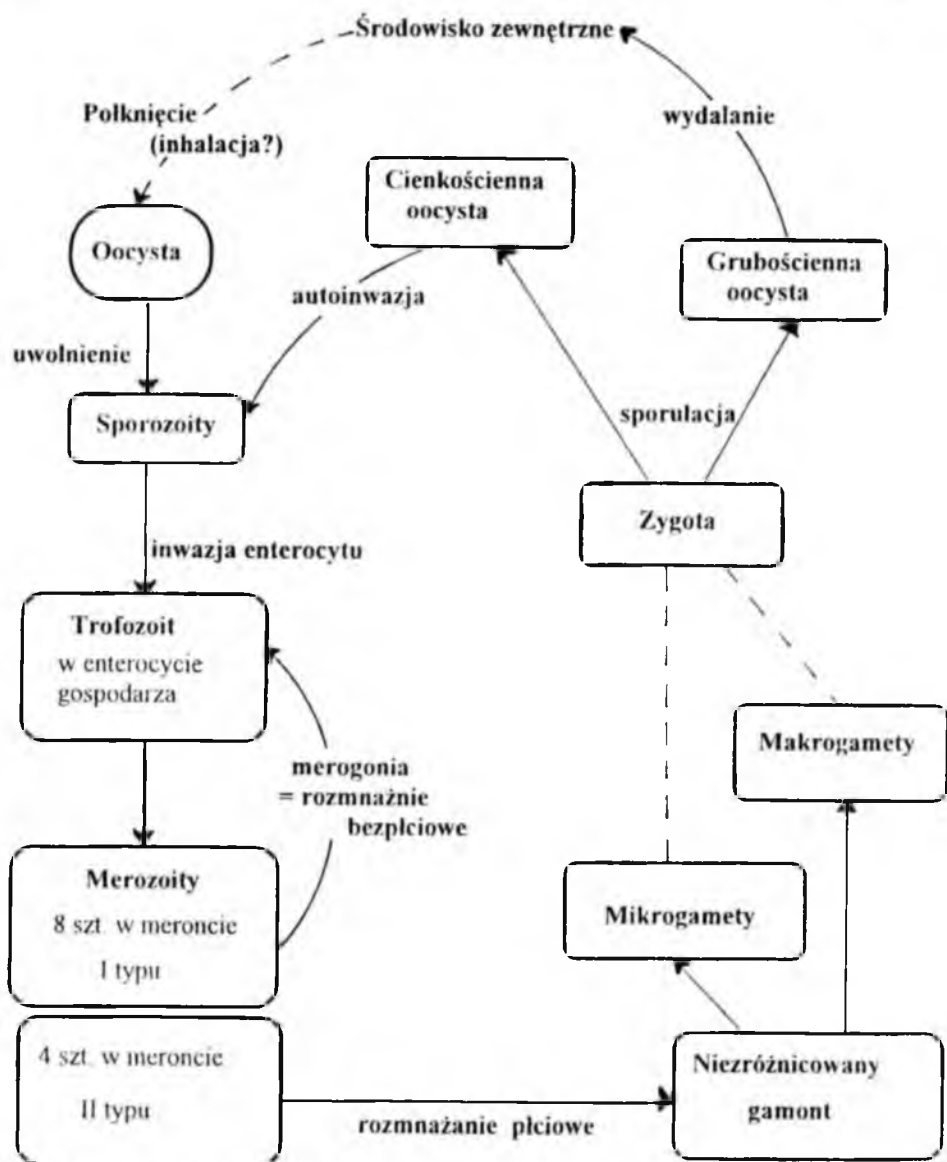 Środowisko zewnętrzne
Połknięcie
(inhalacja?)
wydalanie
Cienkościenna
oocysta
Oocysta
Grubościenna
oocysta
autoinwazja
uwolnienie
Sporozoity
sporulacja
Zygota
inwazja enterocytu
Trofozoit
w enterocycie
gospodarza
Makrogamety
merogonia
= rozmnażnie
bezpłciowe
Merozoity
8 szt. w meroncie
I typu
Mikrogamety
4 szt. w meroncie
II typu
Niezróżnicowany
gamont
rozmnażanie płciowe